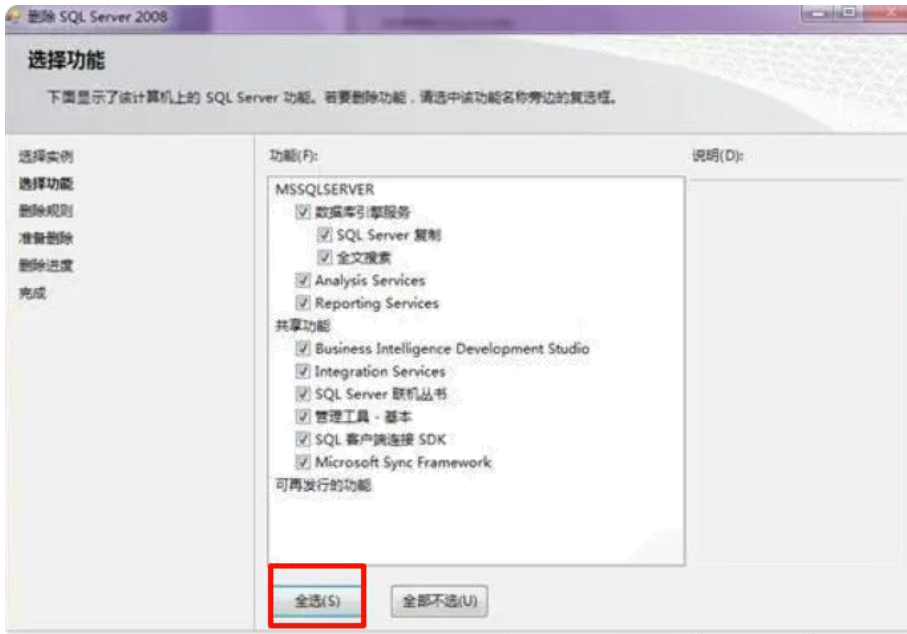 删除 SQL Server 2008
选择功能
下面显示了该计算机上的 SQL Server 功能。若要删除功能，请选中该功能名称旁边的复选框。
选择实例
选择功能
删除规则
准备删除
删除进度
完成
功能(F):
MSSQLSERVER
数据库引擎服务
SQL Server 复制
全文搜索
Analysis Services
Reporting Services
共享功能
Business Intelligence Development Studio
Integration Services
SQL Server 联机丛书
管理工具 - 基本
SQL 客户端连接 SDK
Microsoft Sync Framework
可再发行的功能
说明(D):
全选(S)
全部不选(U)